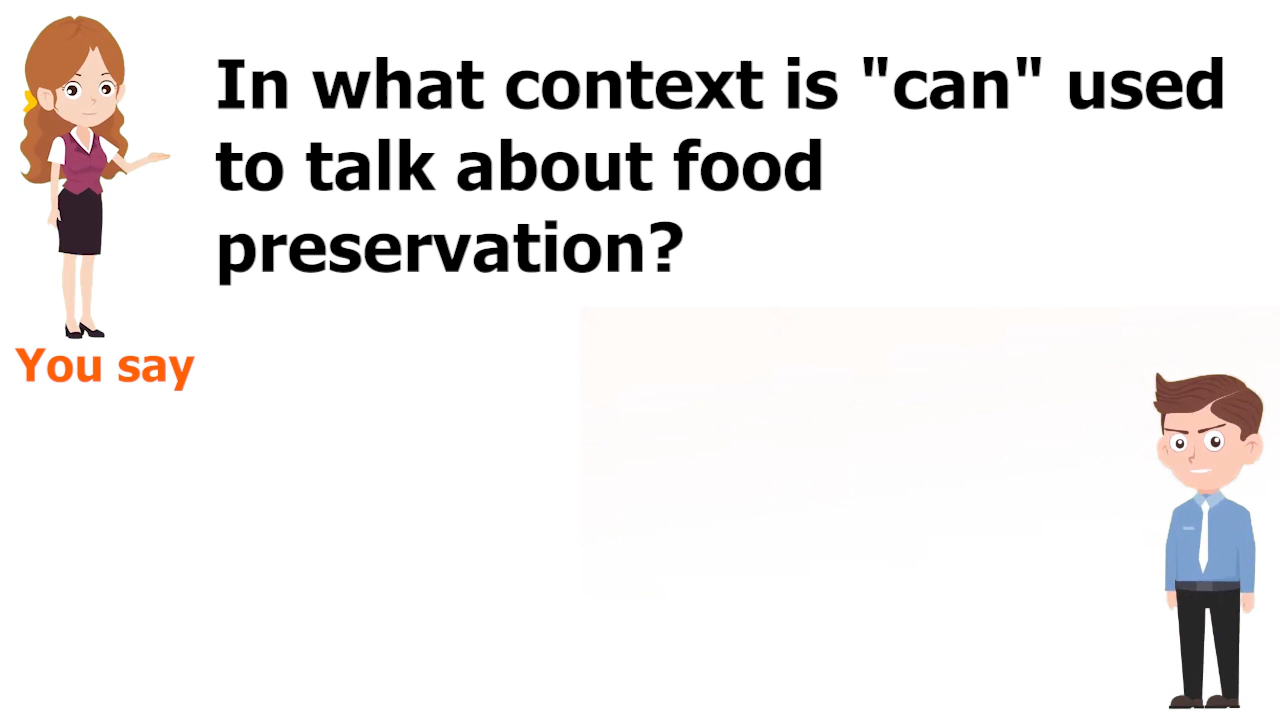 In what context is "can" used
to talk about food
preservation?
You say